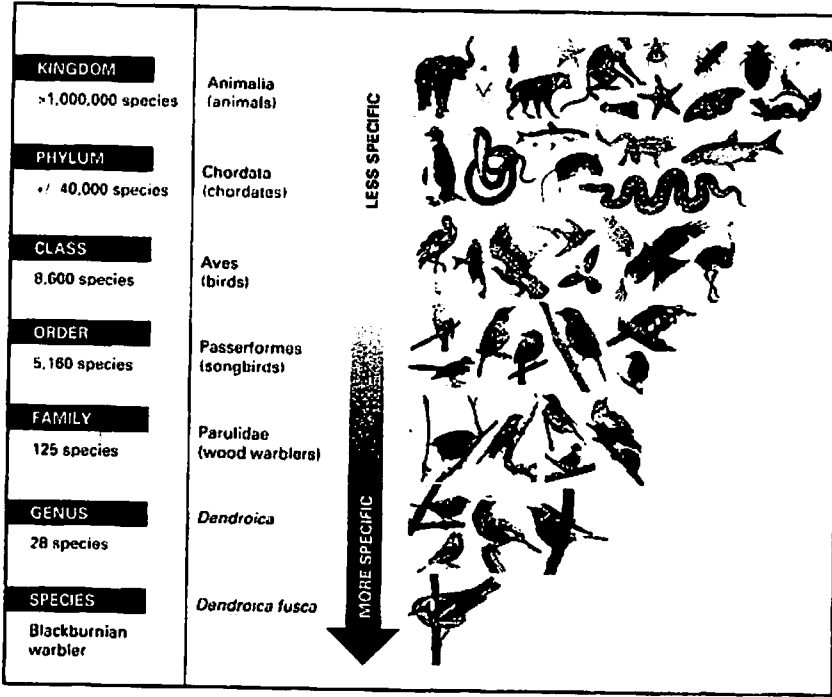 KINGDOM
>1,000,000 species
Animalia
(animals)
PHYLUM
+/ 40,000 species
Chordata
(chordates)
CLASS
8,600 species
Aves
(birds)
ORDER
5,160 species
Passerformes
(songbirds)
FAMILY
125 species
Parulidae
(wood warblers)
GENUS
28 species
Dendroica
SPECIES
Blackburnian
warbler
Dendroica fusca
LESS SPECIFIC
MORE SPECIFIC